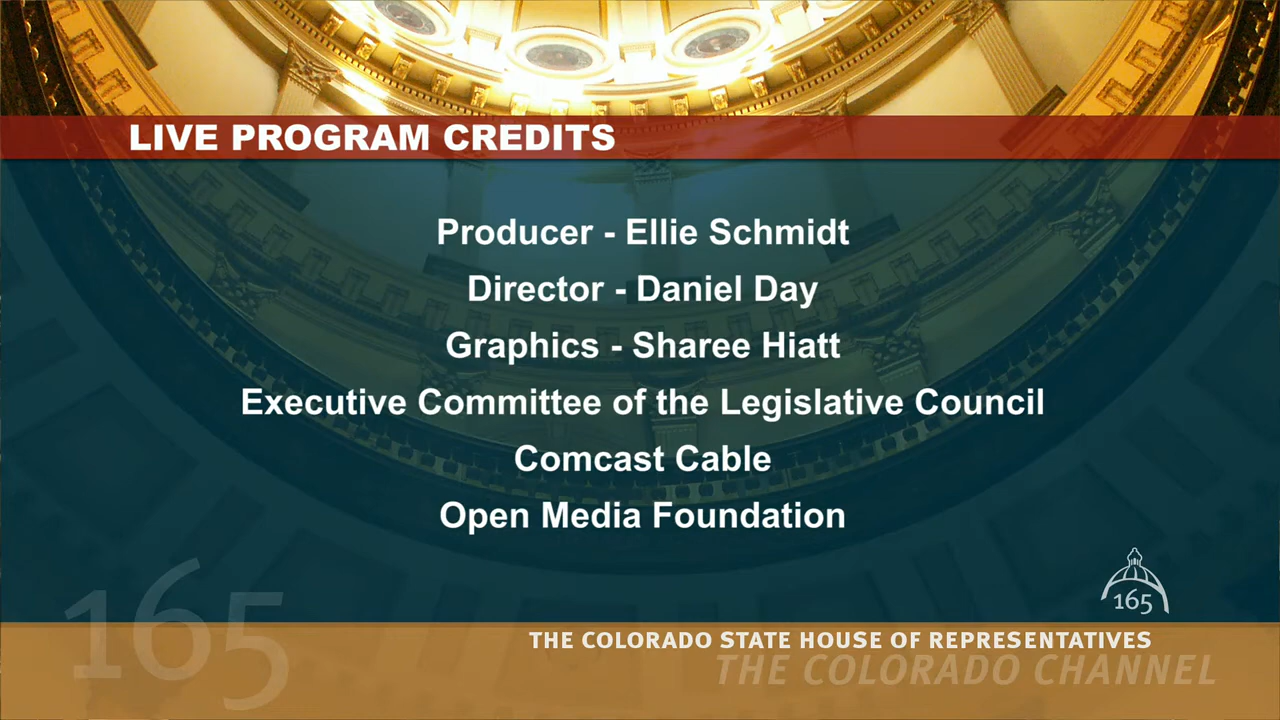 LIVE PROGRAM CREDITS
Producer - Ellie Schmidt
Director - Daniel Day
Graphics - Sharee Hiatt
Executive Committee of the Legislative Council
Comcast Cable
Open Media Foundation
165
165
THE COLORADO STATE HOUSE OF REPRESENTATIVES
THE COLORADO CHANNEL